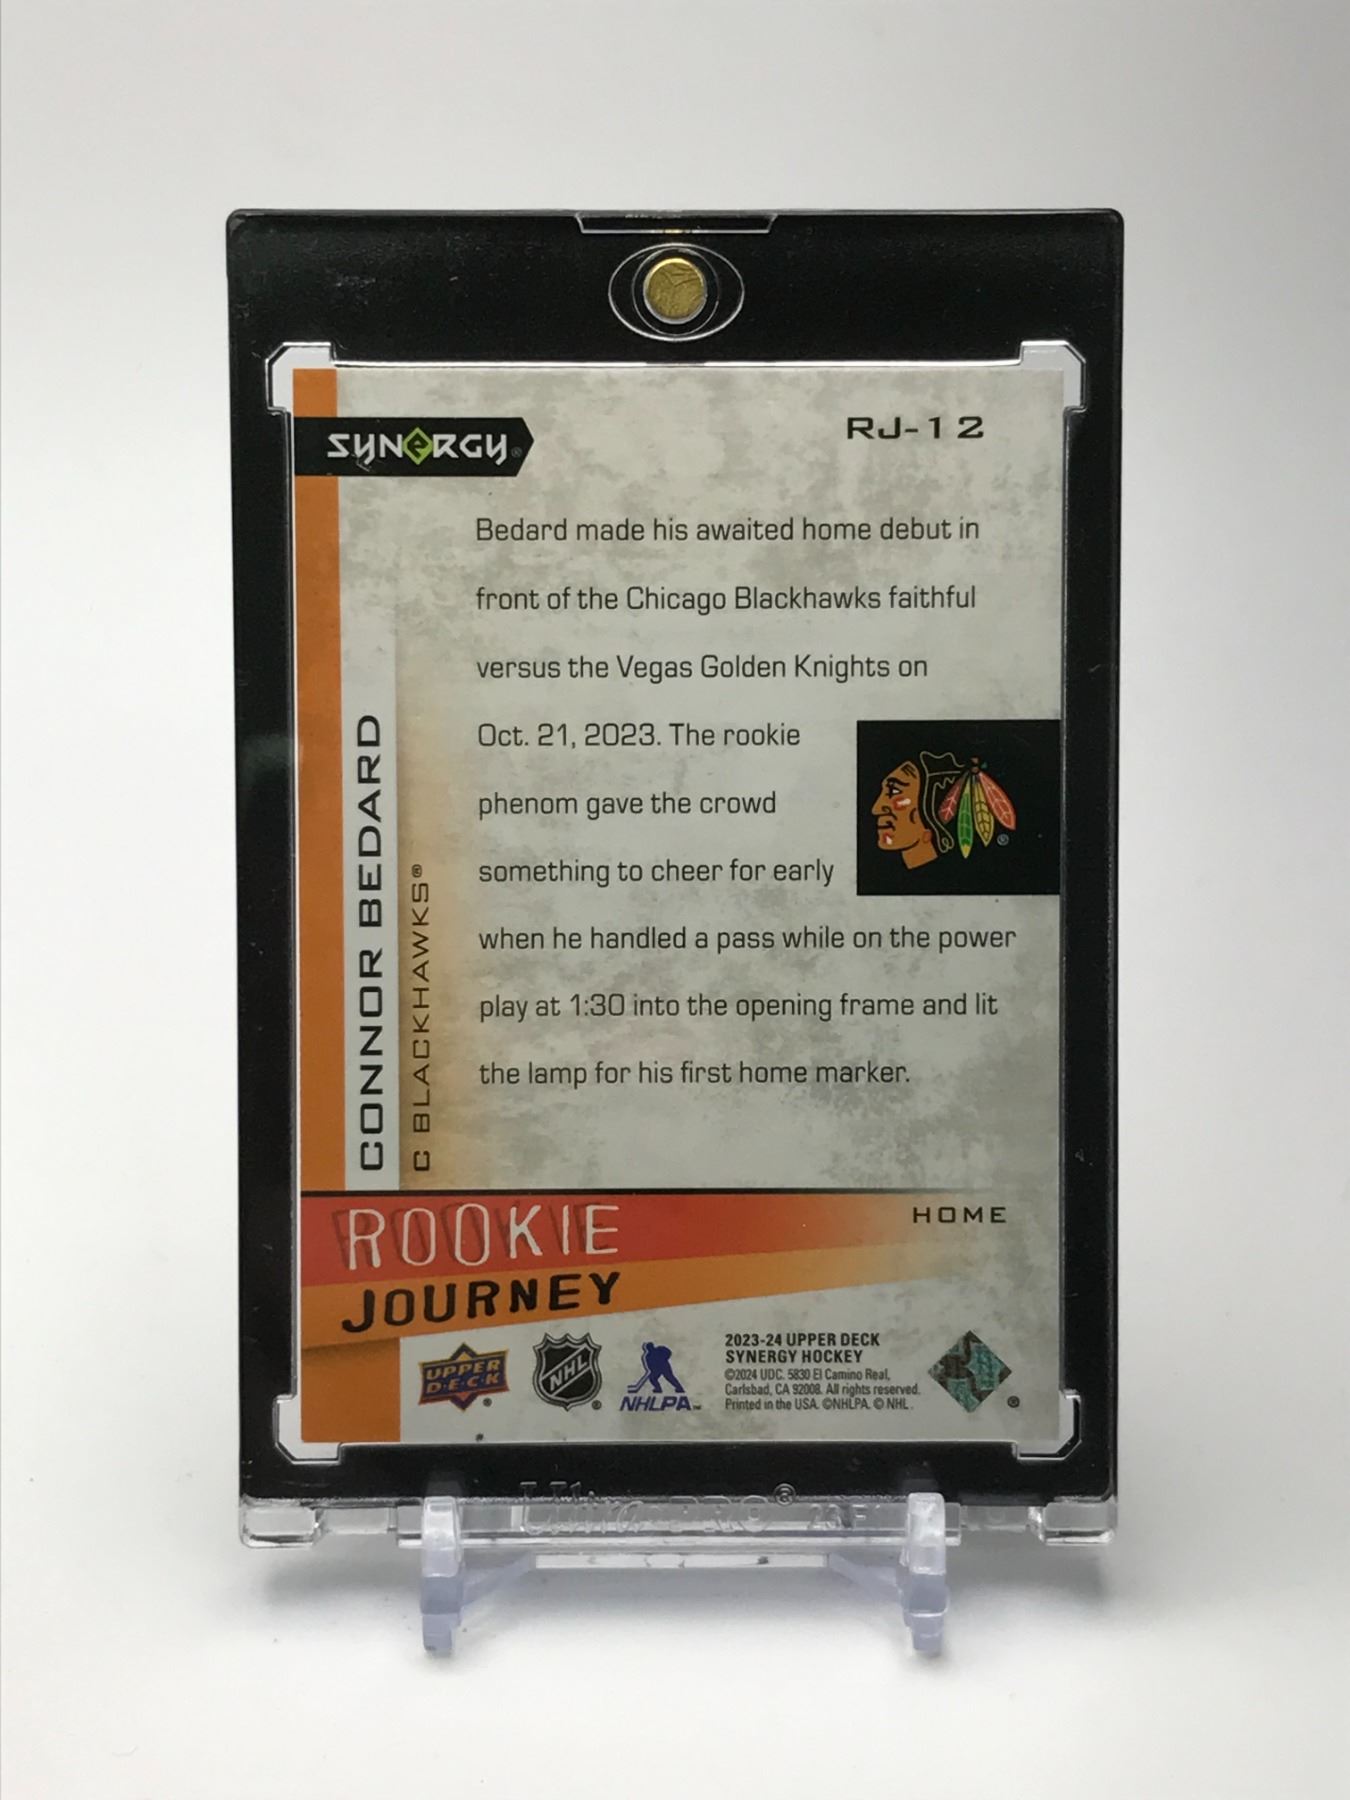 SYNERGY®
RJ-12
Bedard made his awaited home debut in
front of the Chicago Blackhawks faithful
versus the Vegas Golden Knights on
Oct. 21, 2023. The rookie
phenom gave the crowd
something to cheer for early
when he handled a pass while on the power
play at 1:30 into the opening frame and lit
the lamp for his first home marker.
CONNOR BEDARD
C BLACKHAWKS®
®
ROOKIE
JOURNEY
HOME
UPPER
DECK
®
NHL
®
NHLPA™
2023-24 UPPER DECK
SYNERGY HOCKEY
©2024 UDC. 5830 El Camino Real,
Carlsbad, CA 92008. All rights reserved.
Printed in the USA. ©NHLPA. © NHL.
®
Ultra·PRO®